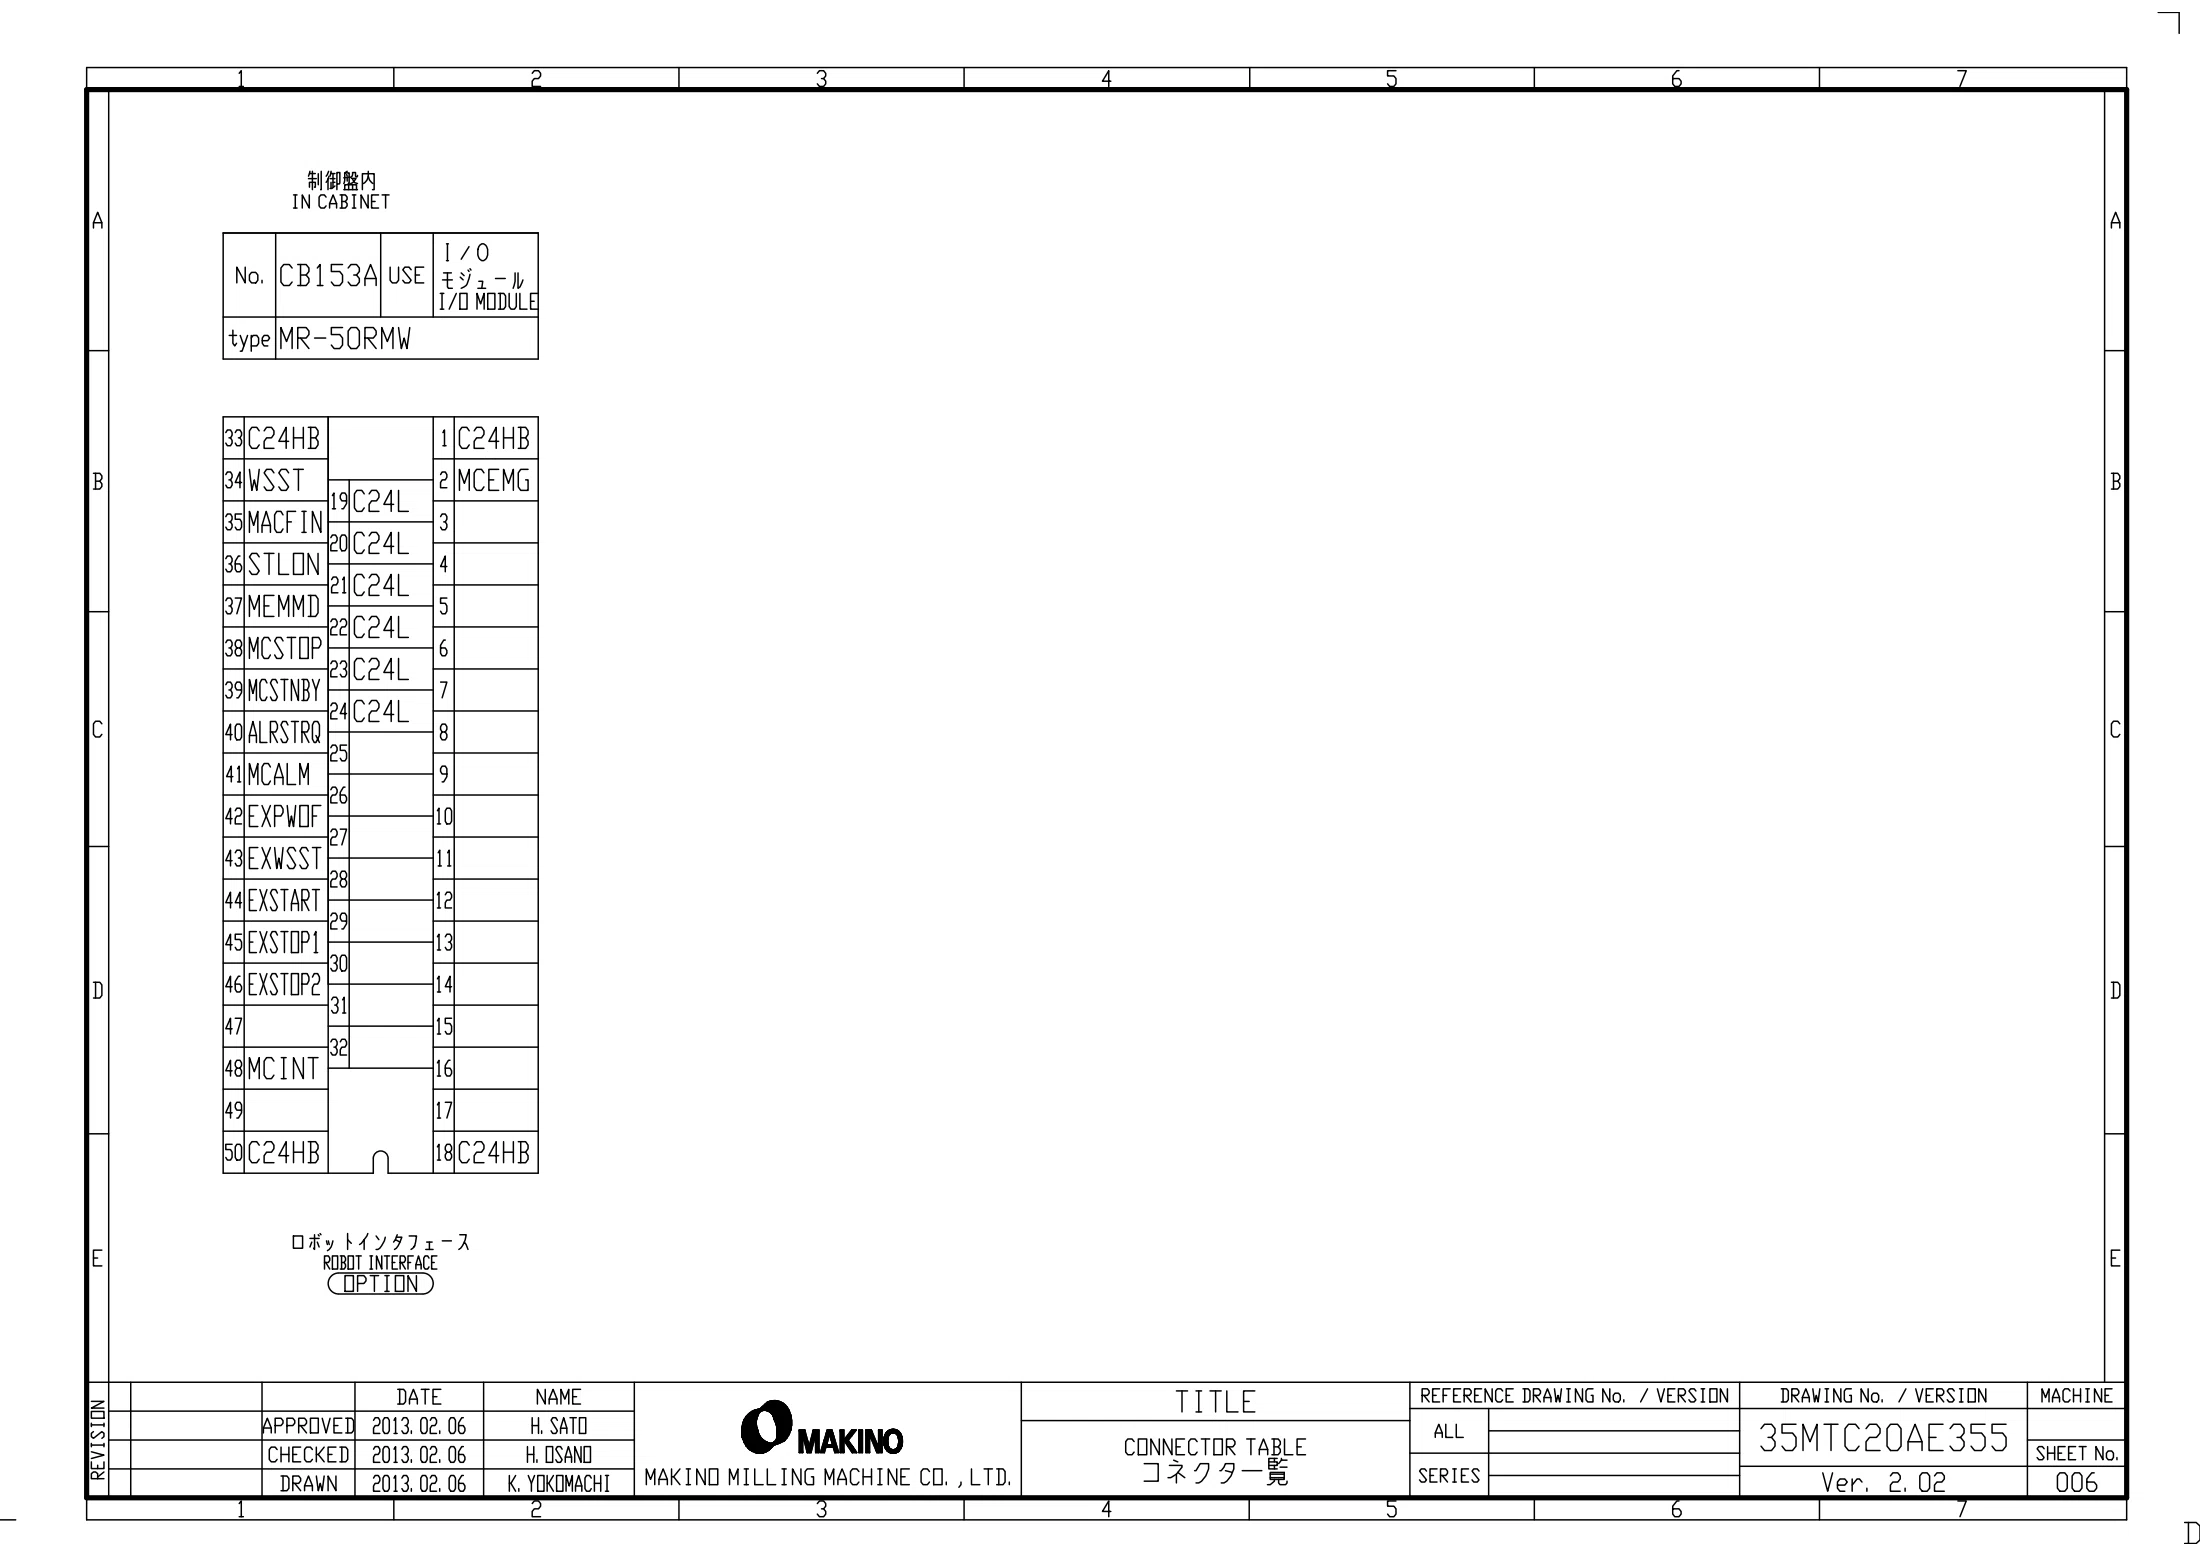 1 2 3 4 5 6 7
制御盤内
IN CABINET
A A
No. CB153A USE I/O
モジュール
I/O MODULE
type MR-50RMW
33 C24HB 1 C24HB
B 34 WSST 2 MCEMG B
19 C24L
35 MACFIN 3
20 C24L
36 STLON 4
21 C24L
37 MEMMD 5
22 C24L
38 MCSTOP 6
23 C24L
39 MCSTNBY 7
24 C24L
C 40 ALRSTRQ 8 C
25
41 MCALM 9
26
42 EXPWOF 10
27
43 EXWSST 11
28
44 EXSTART 12
29
45 EXSTOP1 13
30
D 46 EXSTOP2 14 D
31
47 15
32
48 MCINT 16
49 17
50 C24HB 18 C24HB
ロボットインタフェース
E E
ROBOT INTERFACE
OPTION
REVISION
DATE NAME
APPROVED 2013.02.06 H.SATO
CHECKED 2013.02.06 H.OSANO
DRAWN 2013.02.06 K.YOKOMACHI
MAKINO
MAKINO MILLING MACHINE CO.,LTD.
TITLE
CONNECTOR TABLE
コネクタ一覧
REFERENCE DRAWING No. / VERSION
ALL
SERIES
DRAWING No. / VERSION
35MTC20AE355
Ver. 2.02
MACHINE
SHEET No.
006
1 2 3 4 5 6 7
D